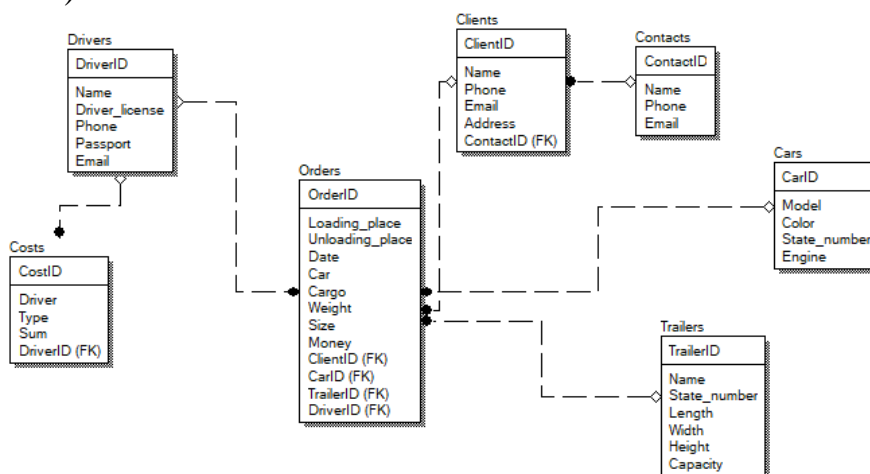 Drivers
DriverID
Name
Driver_license
Phone
Passport
Email
Costs
CostID
Driver
Type
Sum
DriverID (FK)
Orders
OrderID
Loading_place
Unloading_place
Date
Car
Cargo
Weight
Size
Money
ClientID (FK)
CarID (FK)
TrailerID (FK)
DriverID (FK)
Clients
ClientID
Name
Phone
Email
Address
ContactID (FK)
Contacts
ContactID
Name
Phone
Email
Cars
CarID
Model
Color
State_number
Engine
Trailers
TrailerID
Name
State_number
Length
Width
Height
Capacity